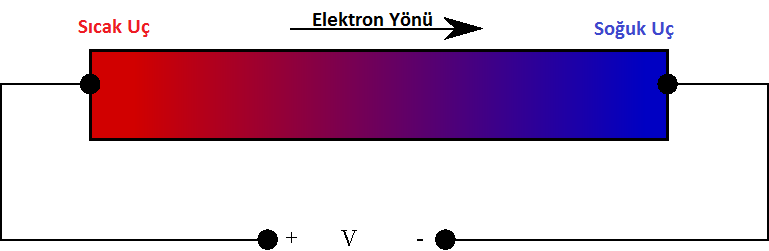 Elektron Yönü
Sıcak Uç
Soğuk Uç
+ V -